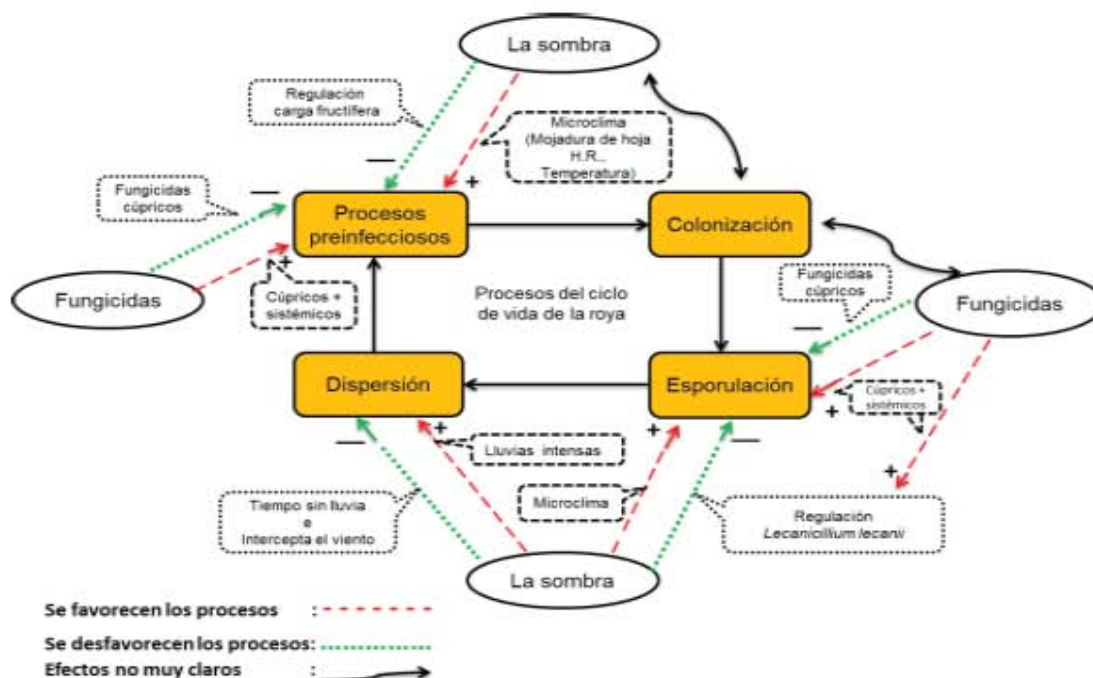 La sombra
Regulación
carga fructífera
Microclima
(Mojadura de hoja
H.R.,
Temperatura)
—
+
Fungicidas
cúpricos
—
Procesos
preinfecciosos
Colonización
Fungicidas
+
Cúpricos +
sistémicos
Procesos del ciclo
de vida de la roya
Fungicidas
cúpricos
Fungicidas
—
Dispersión
Esporulación
Cúpricos +
sistémicos
+
—
+
Lluvias intensas
+
—
+
Microclima
Tiempo sin lluvia
e
Intercepta el viento
Regulación
Lecanicillium lecanii
La sombra
Se favorecen los procesos :
Se desfavorecen los procesos:
Efectos no muy claros :